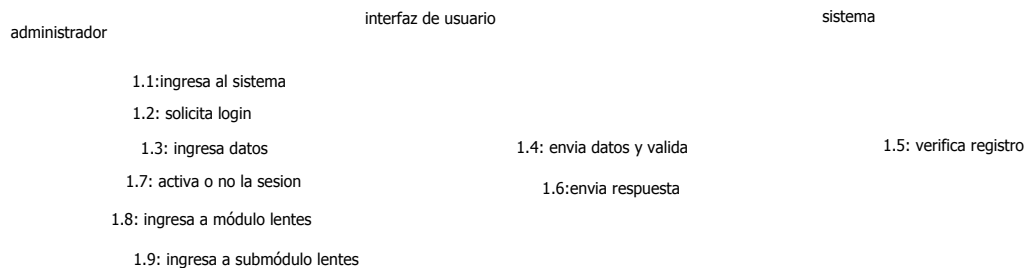 administrador
interfaz de usuario
sistema
1.1:ingresa al sistema
1.2: solicita login
1.3: ingresa datos
1.4: envia datos y valida
1.5: verifica registro
1.7: activa o no la sesion
1.6:envia respuesta
1.8: ingresa a módulo lentes
1.9: ingresa a submódulo lentes